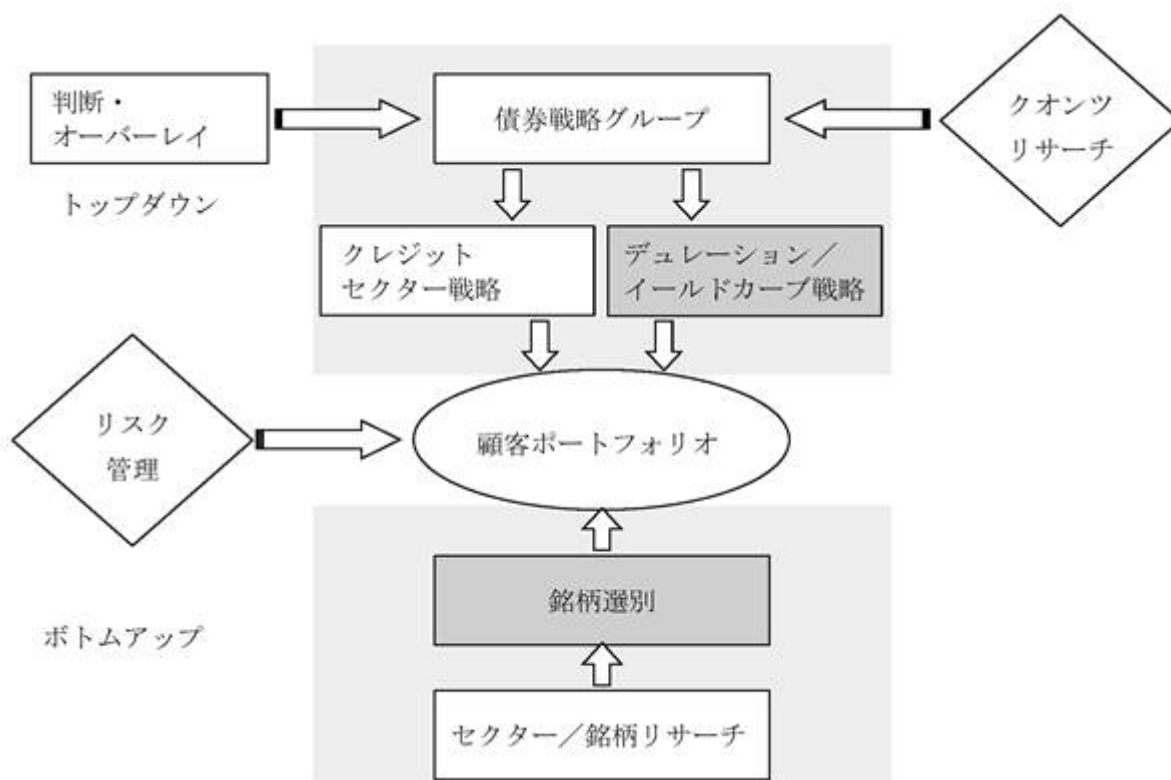 判断・
オーバーレイ
債券戦略グループ
クオンツ
リサーチ
トップダウン
クレジット
セクター戦略
デュレーション／
イールドカーブ戦略
リスク
管理
顧客ポートフォリオ
銘柄選別
ボトムアップ
セクター／銘柄リサーチ